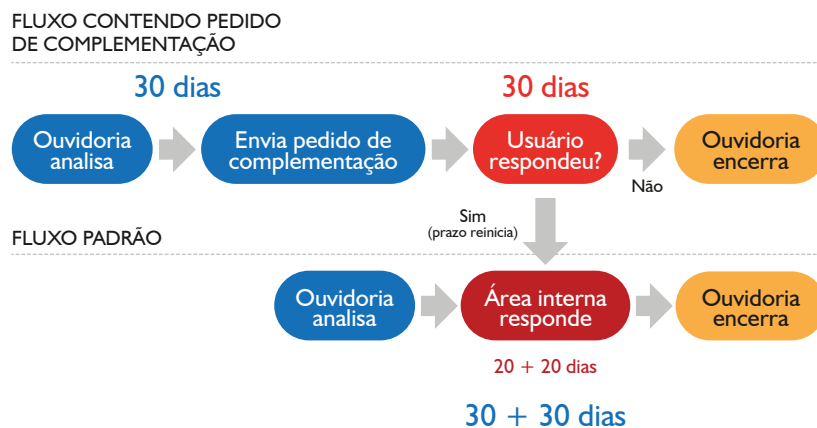 FLUXO CONTENDO PEDIDO
DE COMPLEMENTAÇÃO
30 dias
30 dias
Ouvidoria
analisa
Envia pedido de
complementação
Usuário
respondeu?
Não
Ouvidoria
encerra
Sim
(prazo reinicia)
FLUXO PADRÃO
Ouvidoria
analisa
Área interna
responde
Ouvidoria
encerra
20 + 20 dias
30 + 30 dias